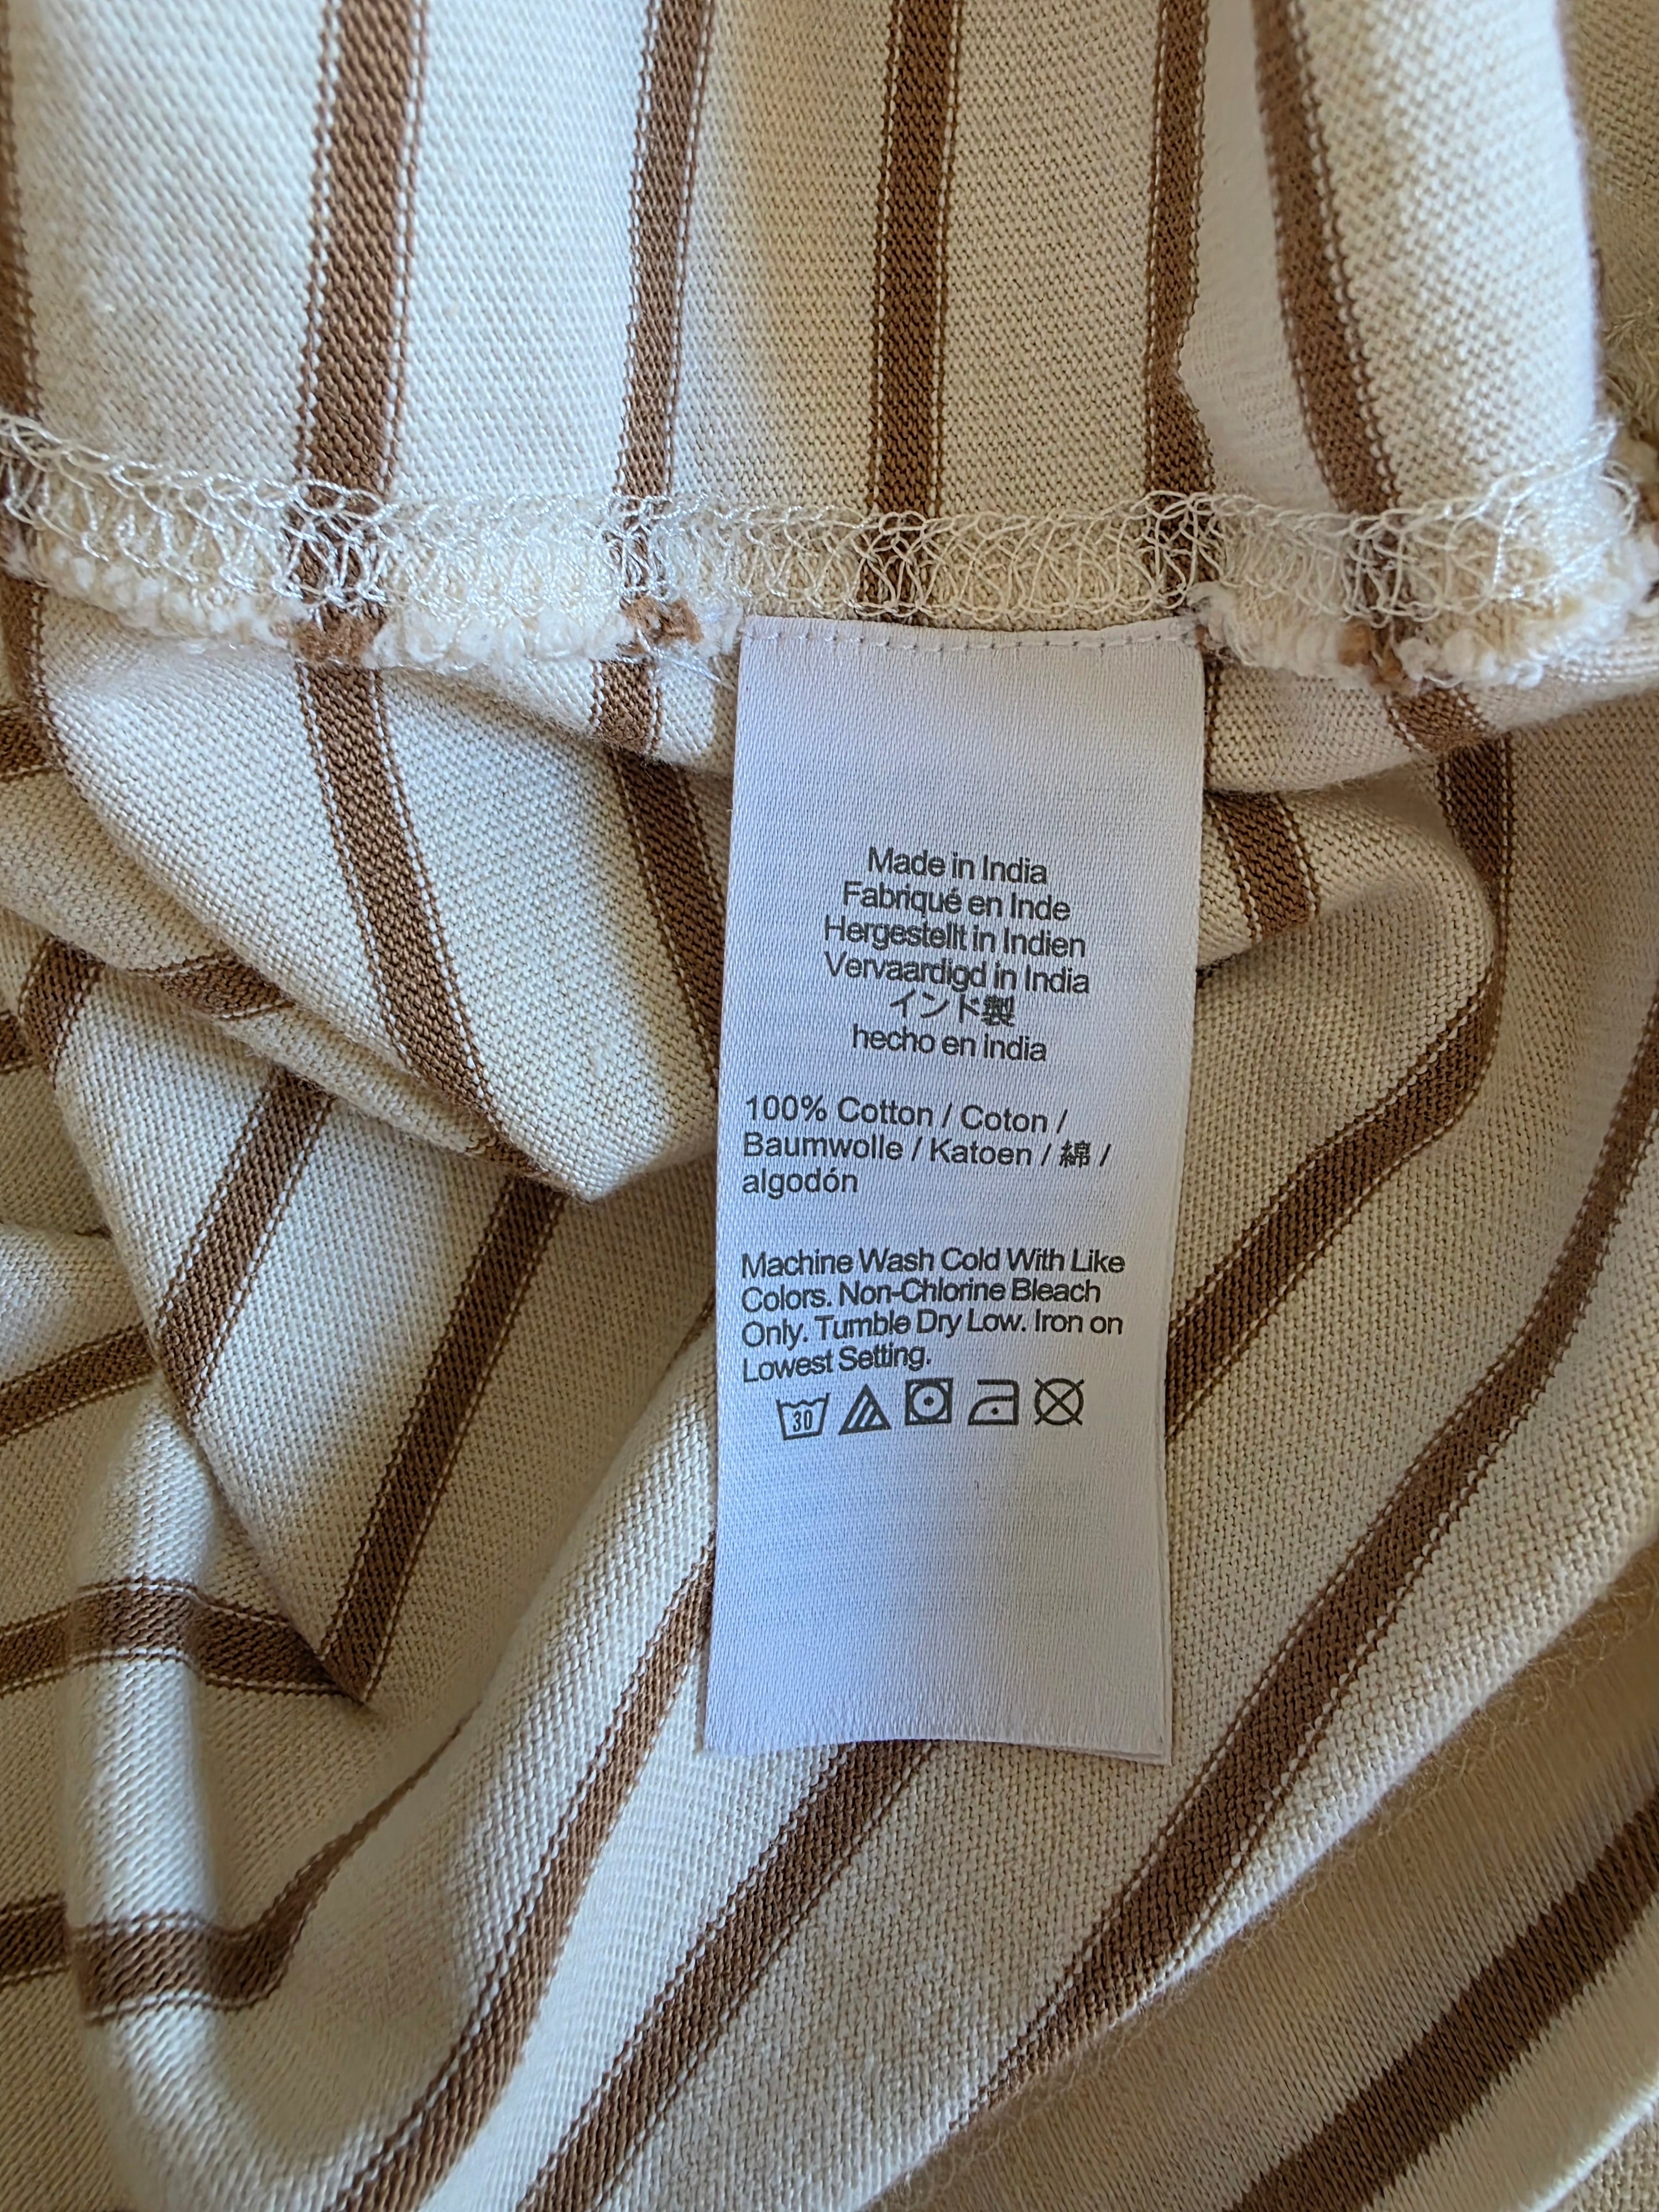 Made in India
Fabriqué en Inde
Hergestellt in Indien
Vervaardigd in India
インド製
hecho en india
100% Cotton / Coton /
Baumwolle / Katoen / 綿 /
algodón
Machine Wash Cold With Like
Colors. Non-Chlorine Bleach
Only. Tumble Dry Low. Iron on
Lowest Setting.
30